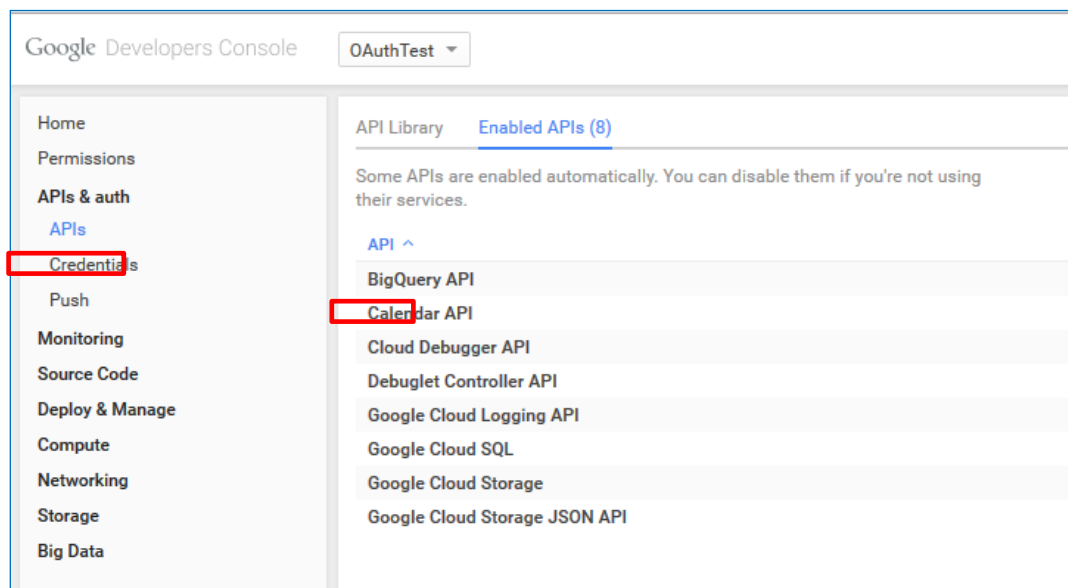 Google Developers Console
OAuthTest
Home
Permissions
APIs & auth
APIs
Credentials
Push
Monitoring
Source Code
Deploy & Manage
Compute
Networking
Storage
Big Data
API Library
Enabled APIs (8)
Some APIs are enabled automatically. You can disable them if you're not using
their services.
API
BigQuery API
Calendar API
Cloud Debugger API
Debuglet Controller API
Google Cloud Logging API
Google Cloud SQL
Google Cloud Storage
Google Cloud Storage JSON API